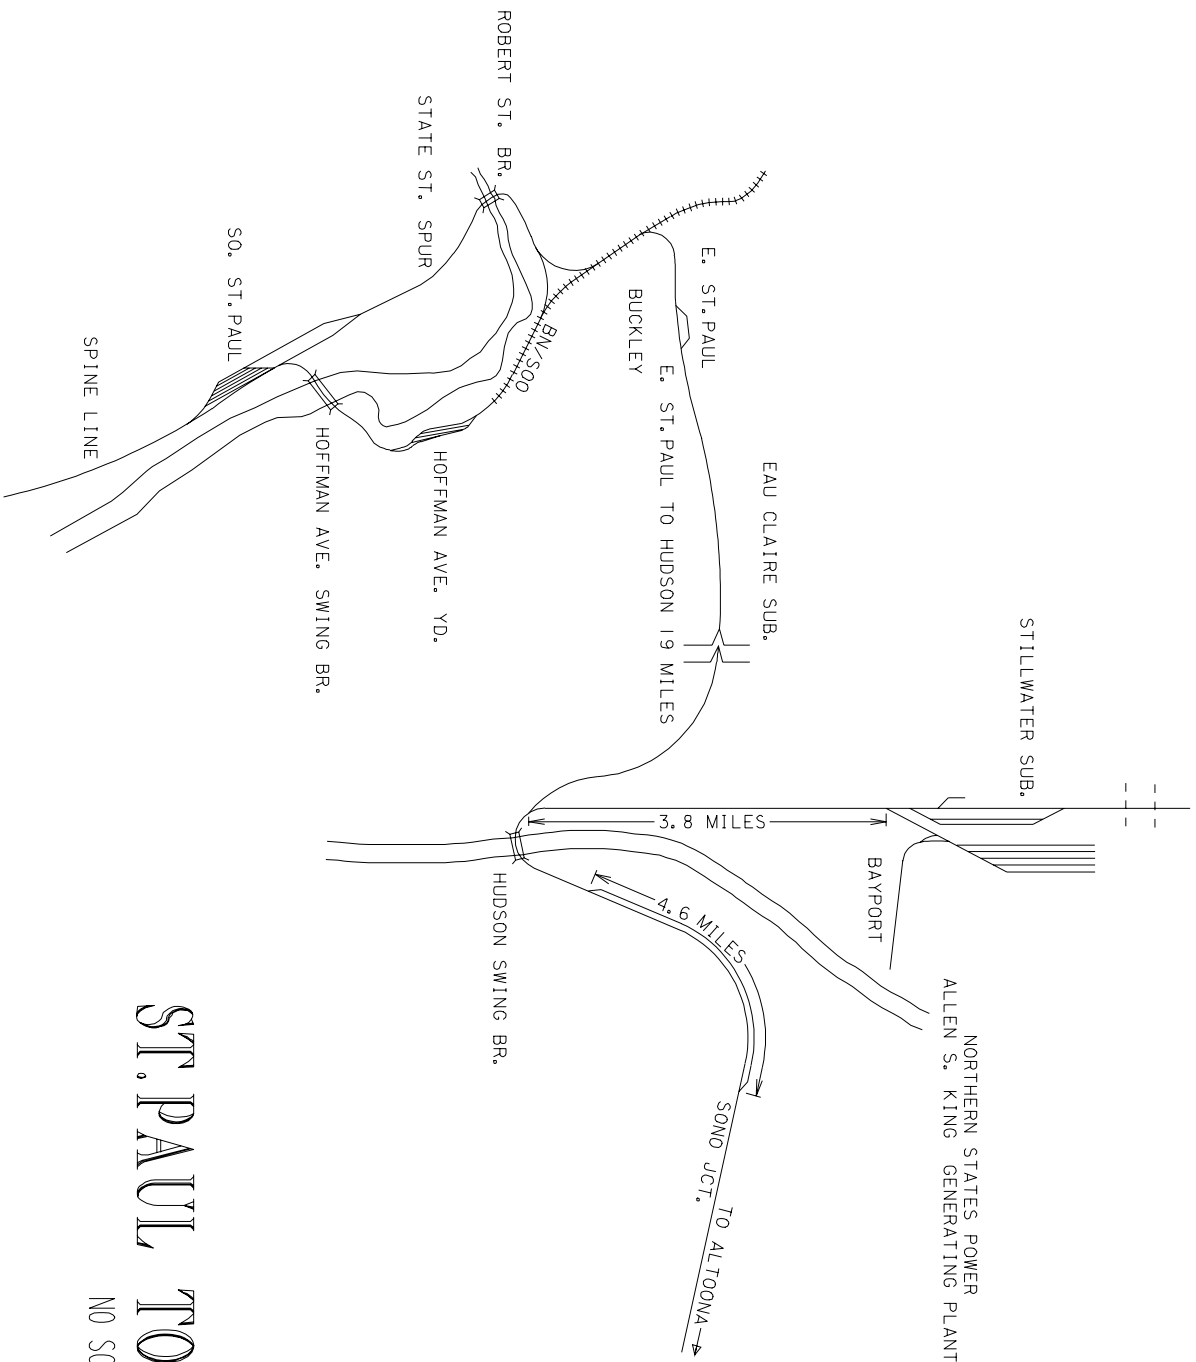 STILLWATER SUB.
NORTHERN STATES POWER
ALLEN S. KING GENERATING PLANT
BAYPORT
3.8 MILES
EAU CLAIRE SUB.
E. ST.PAUL
E. ST.PAUL TO HUDSON 19 MILES
BUCKLEY
4.6 MILES
SONO JCT.
TO ALTOONA
ROBERT ST. BR.
BN/SOO
HUDSON SWING BR.
STATE ST. SPUR
HOFFMAN AVE. YD.
HOFFMAN AVE. SWING BR.
SO. ST.PAUL
SPINE LINE
ST.PAUL TO
NO SC